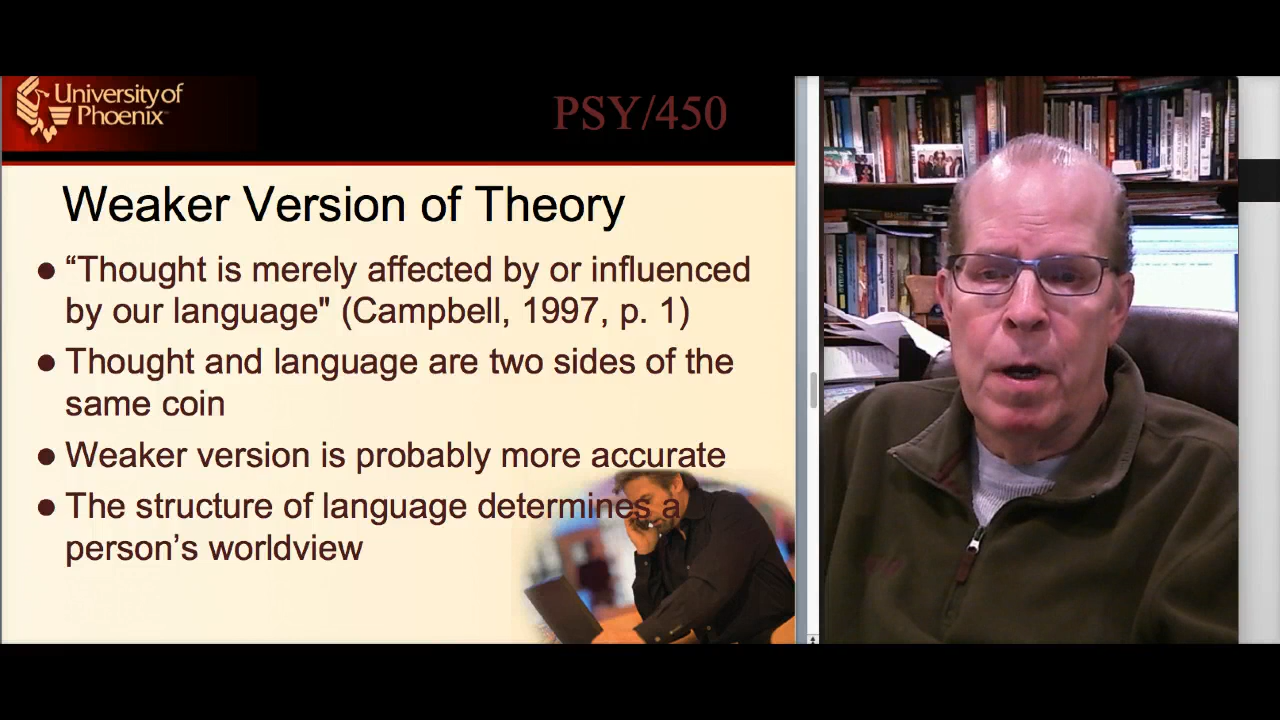 University of
Phoenix
PSY/450
Weaker Version of Theory
“Thought is merely affected by or influenced
by our language" (Campbell, 1997, p. 1)
Thought and language are two sides of the
same coin
Weaker version is probably more accurate
The structure of language determines a
person’s worldview